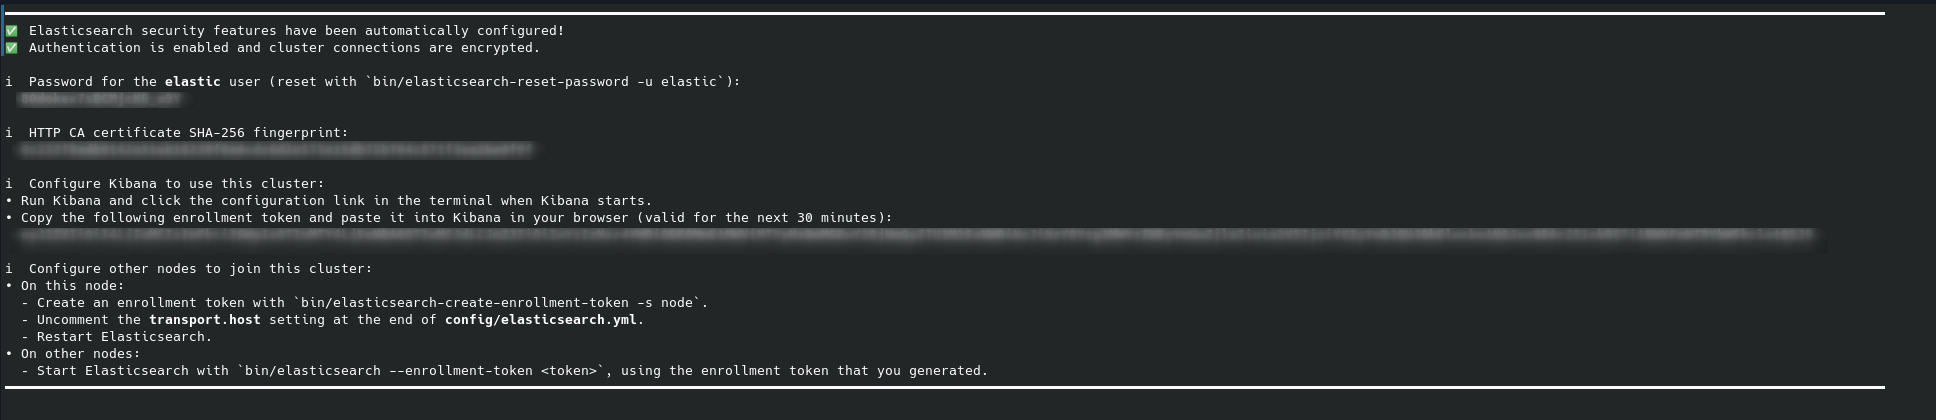 ✅ Elasticsearch security features have been automatically configured!
✅ Authentication is enabled and cluster connections are encrypted.
i Password for the elastic user (reset with `bin/elasticsearch-reset-password -u elastic`):
i HTTP CA certificate SHA-256 fingerprint:
i Configure Kibana to use this cluster:
• Run Kibana and click the configuration link in the terminal when Kibana starts.
• Copy the following enrollment token and paste it into Kibana in your browser (valid for the next 30 minutes):
i Configure other nodes to join this cluster:
• On this node:
- Create an enrollment token with `bin/elasticsearch-create-enrollment-token -s node`.
- Uncomment the transport.host setting at the end of config/elasticsearch.yml.
- Restart Elasticsearch.
• On other nodes:
- Start Elasticsearch with `bin/elasticsearch --enrollment-token <token>`, using the enrollment token that you generated.